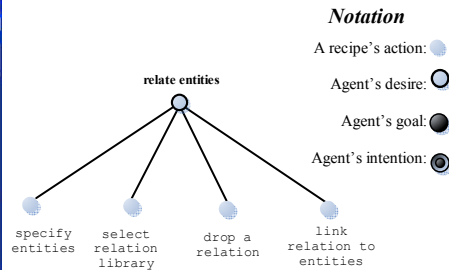 Notation
A recipe's action:
relate entities
Agent's desire:
Agent's goal:
Agent's intention:
specify
entities
select
relation
library
drop a
relation
link
relation to
entities